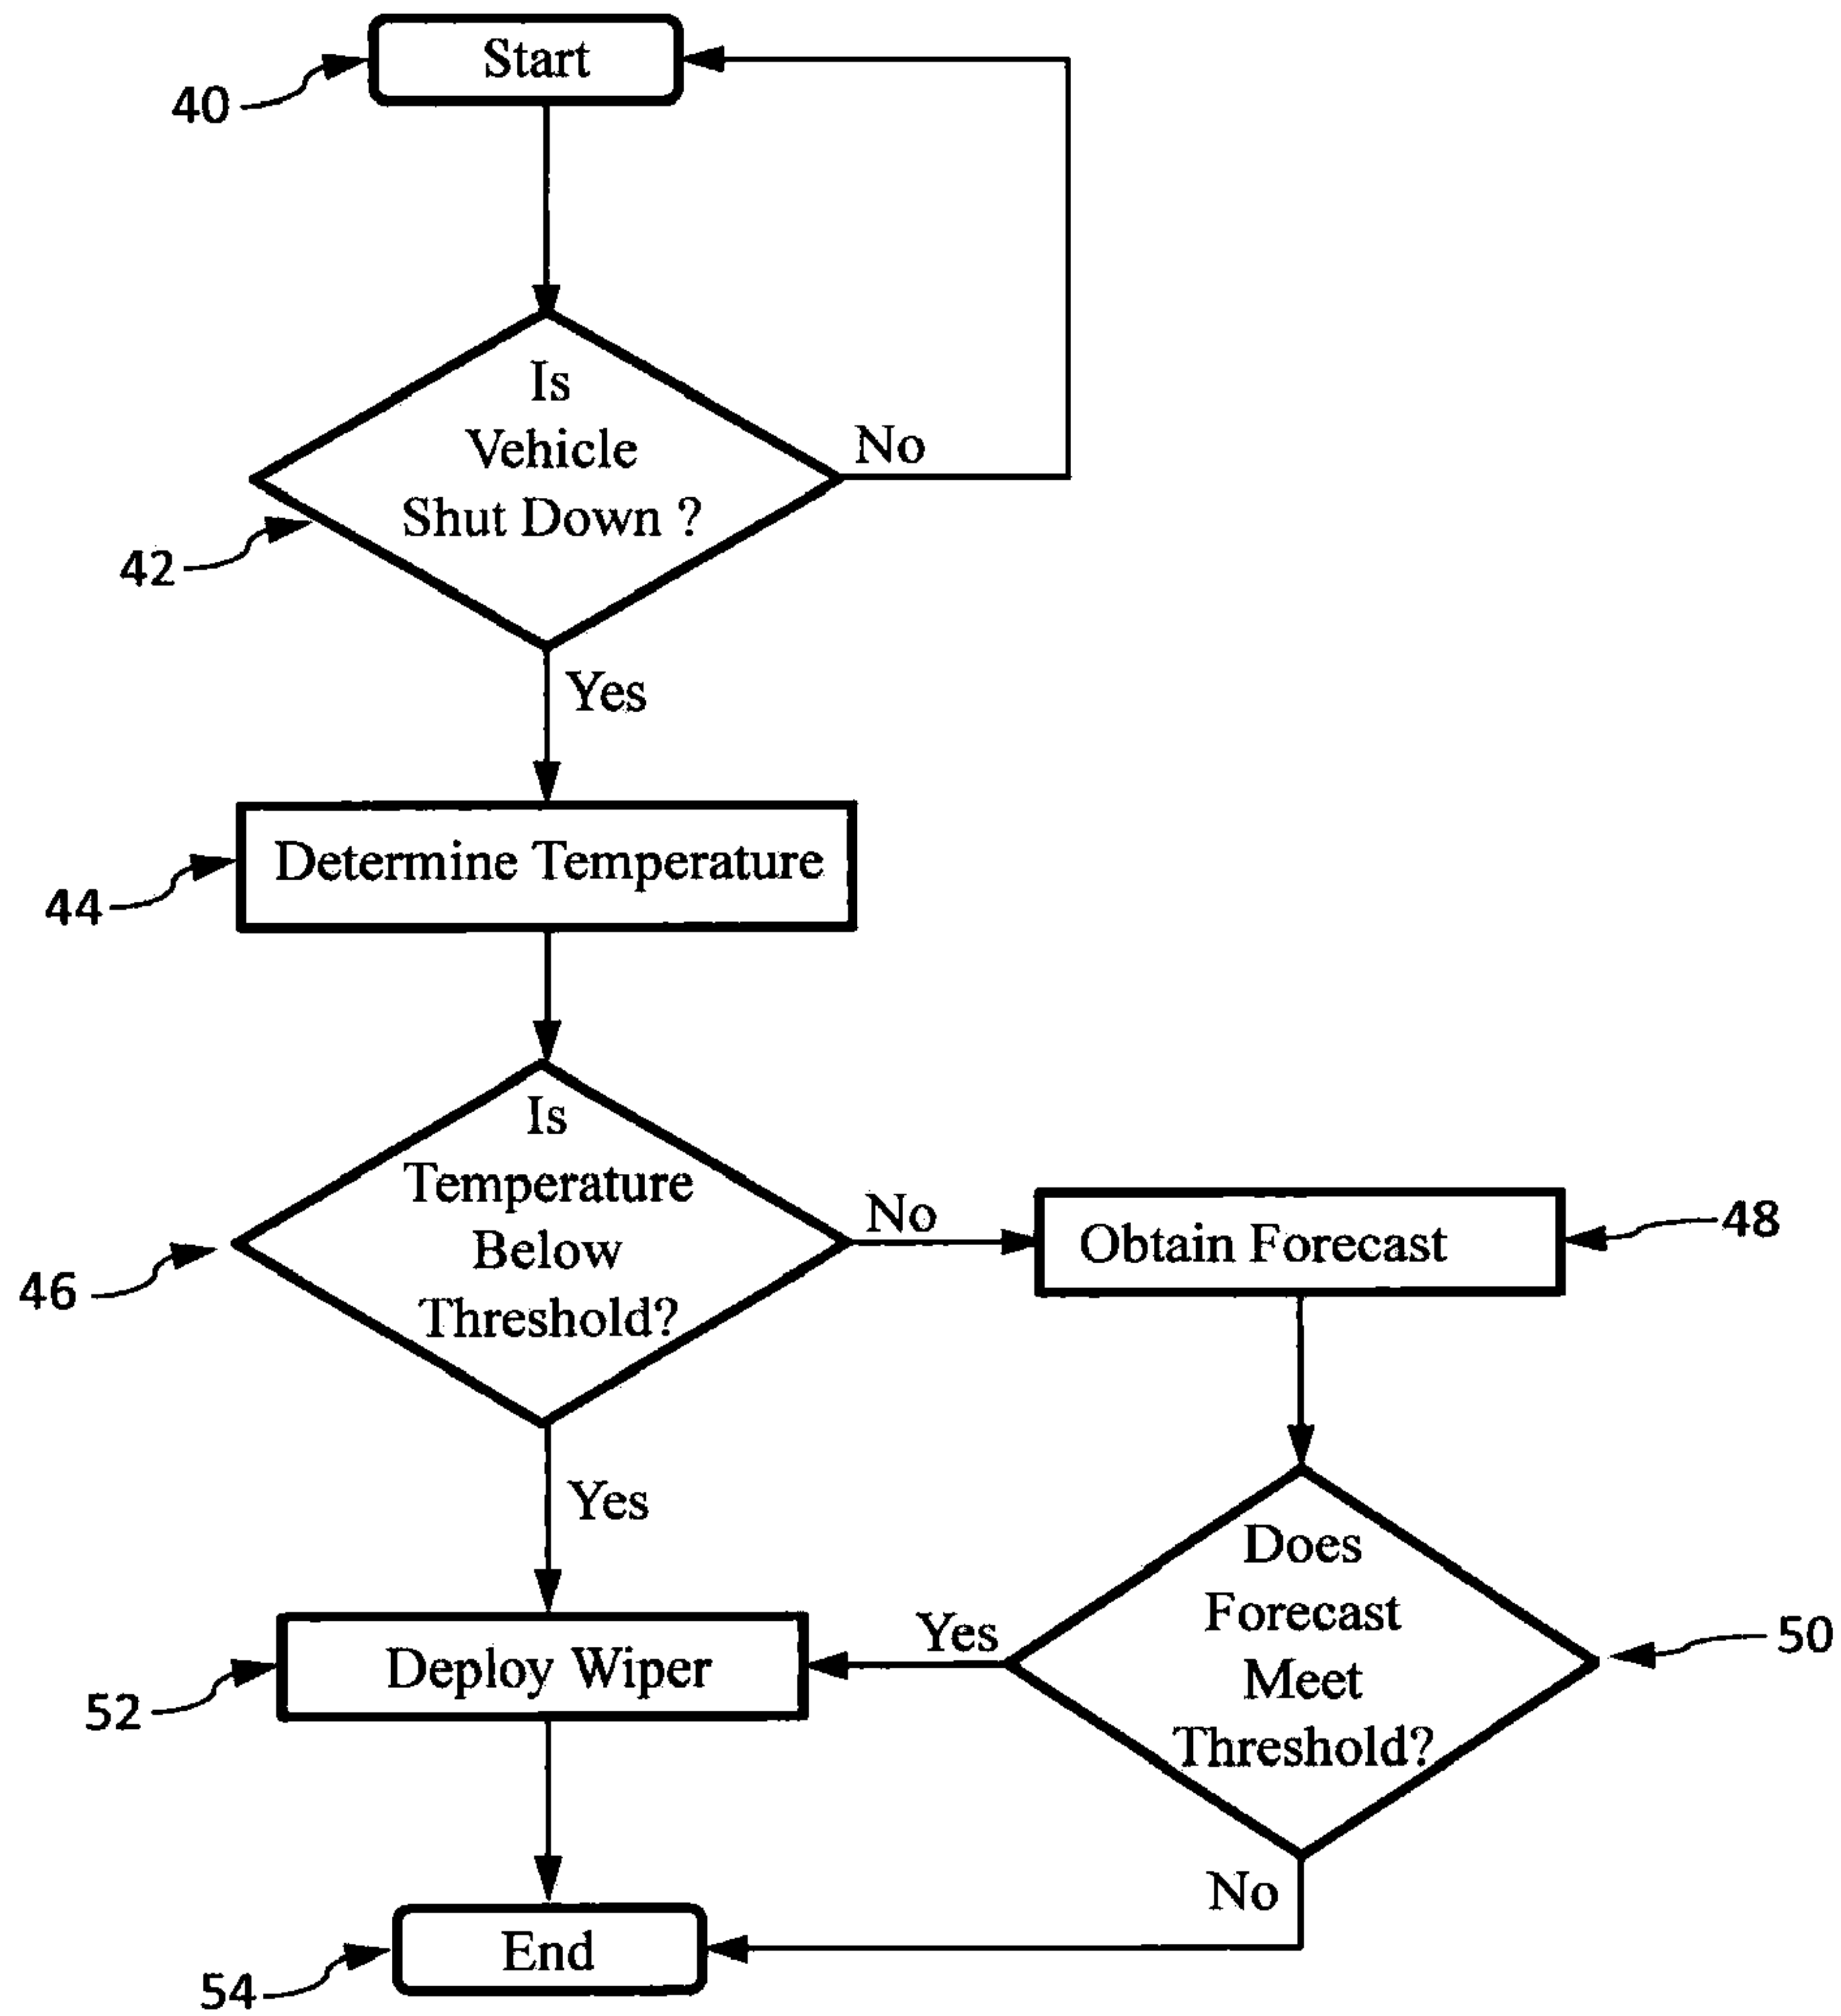 Start
40
Is
Vehicle
Shut Down ?
No
42
Yes
Determine Temperature
44
Is
Temperature
Below
Threshold?
No
46
Obtain Forecast
48
Yes
Does
Forecast
Meet
Threshold?
50
Yes
Deploy Wiper
52
No
End
54